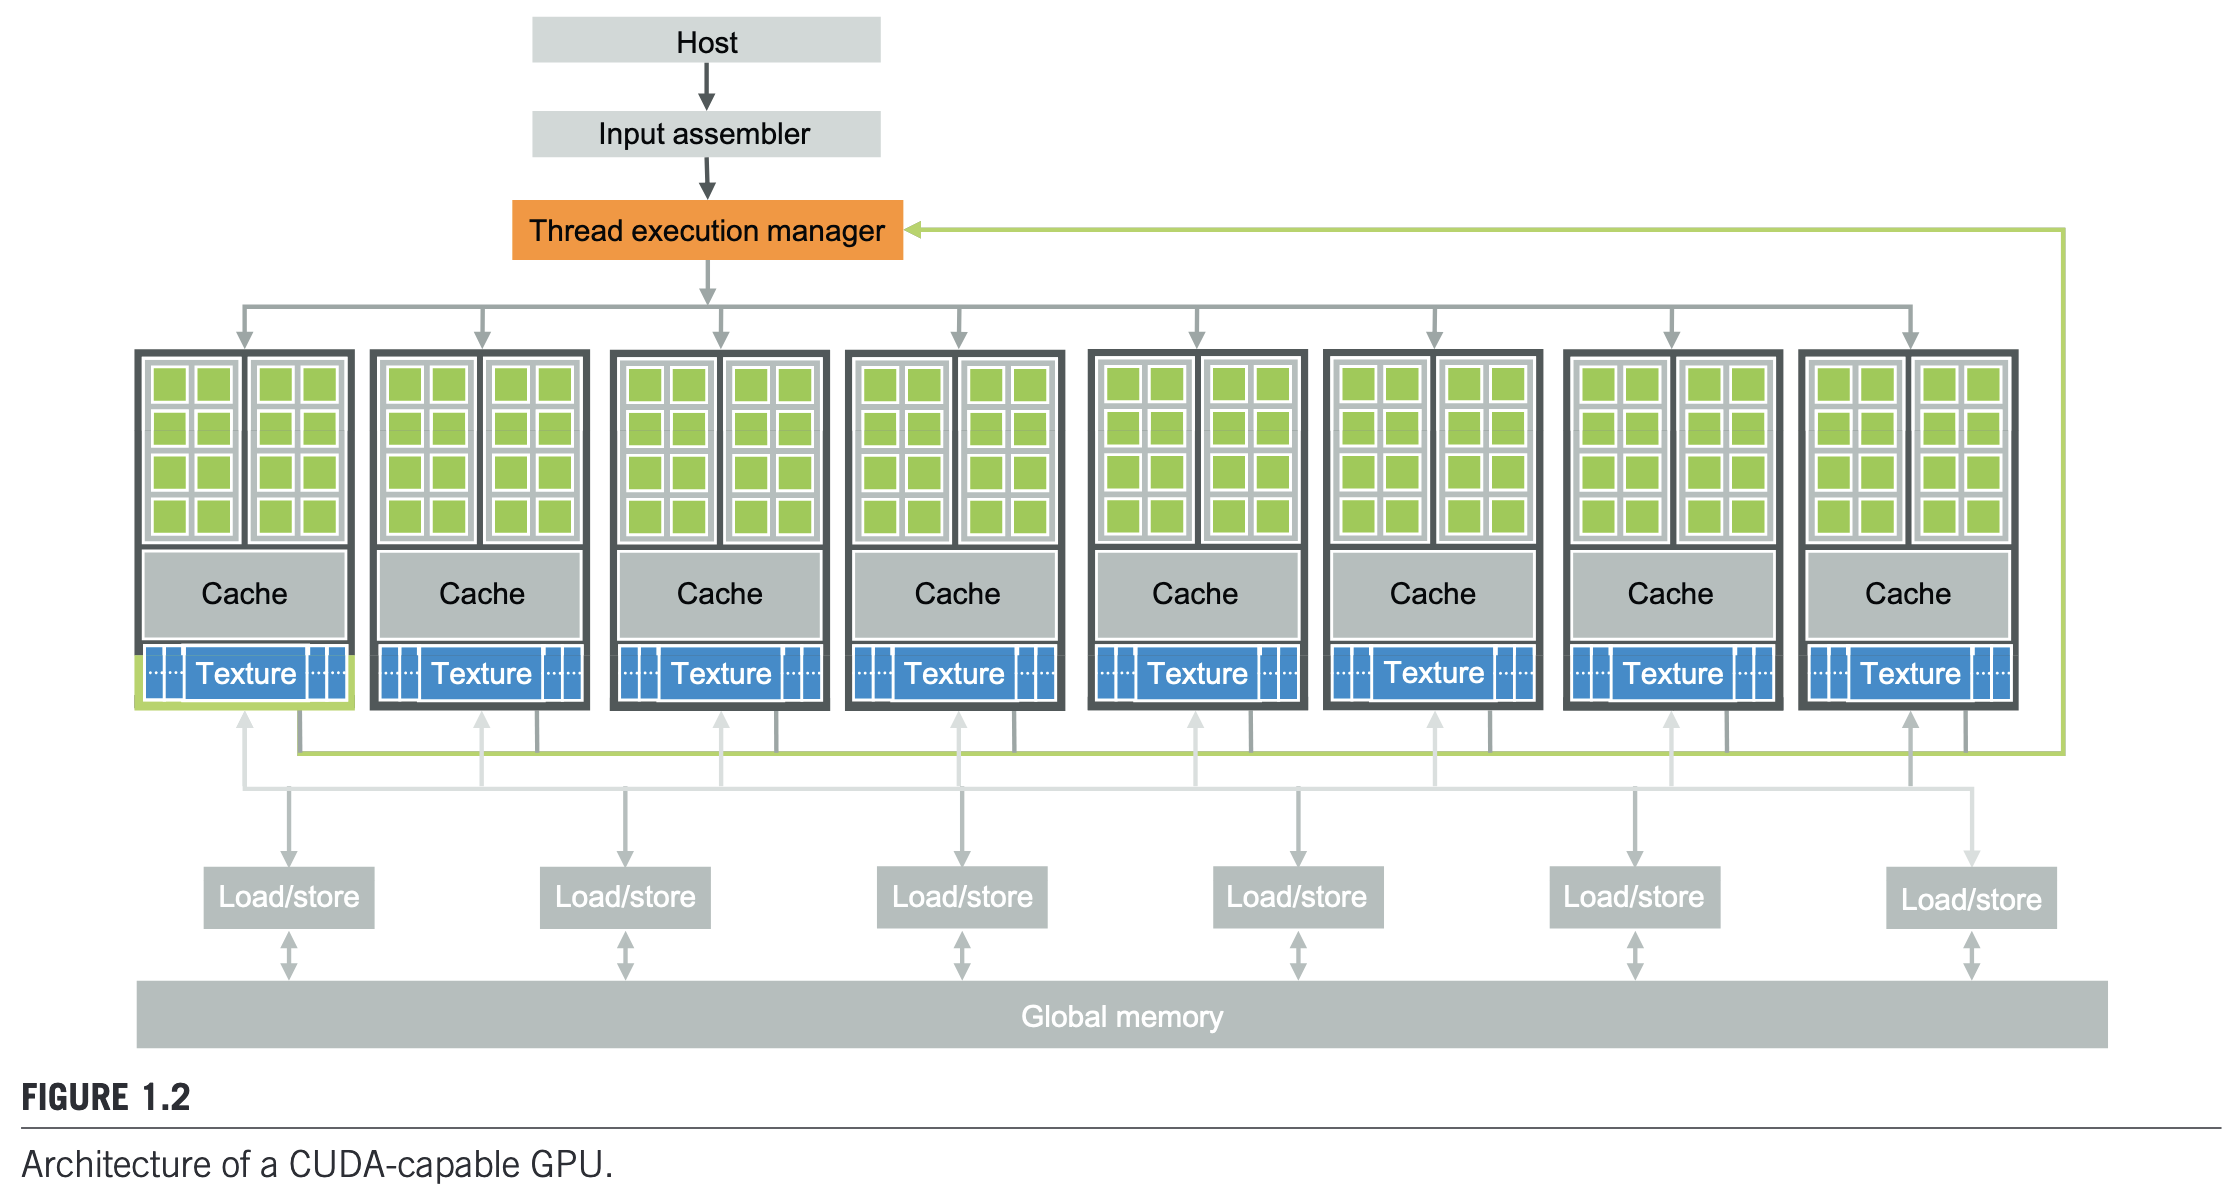 Host
Input assembler
Thread execution manager
Cache Cache Cache Cache Cache Cache Cache Cache
Texture Texture Texture Texture Texture Texture Texture Texture
Load/store Load/store Load/store Load/store Load/store Load/store
Global memory
FIGURE 1.2
Architecture of a CUDA-capable GPU.